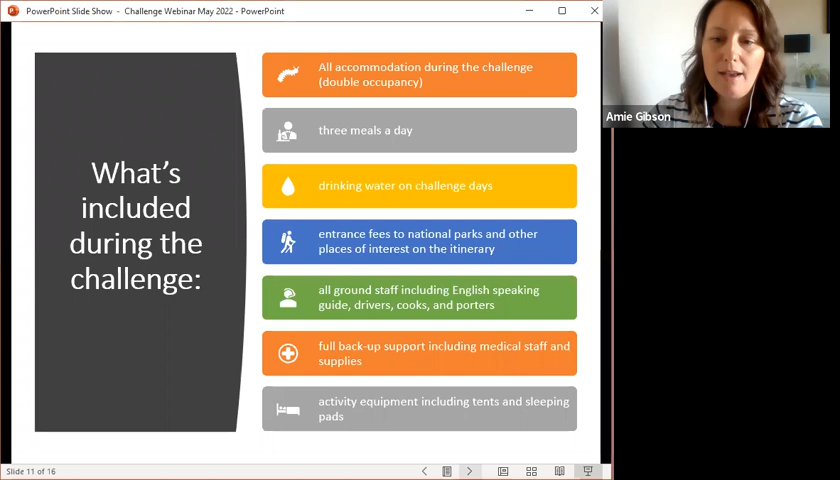 PowerPoint Slide Show - Challenge Webinar May 2022 - PowerPoint
What's
included
during the
challenge:
All accommodation during the challenge
(double occupancy)
three meals a day
drinking water on challenge days
entrance fees to national parks and other
places of interest on the itinerary
all ground staff including English speaking
guide, drivers, cooks, and porters
full back-up support including medical staff and
supplies
activity equipment including tents and sleeping
pads
Amie Gibson
Slide 11 of 16